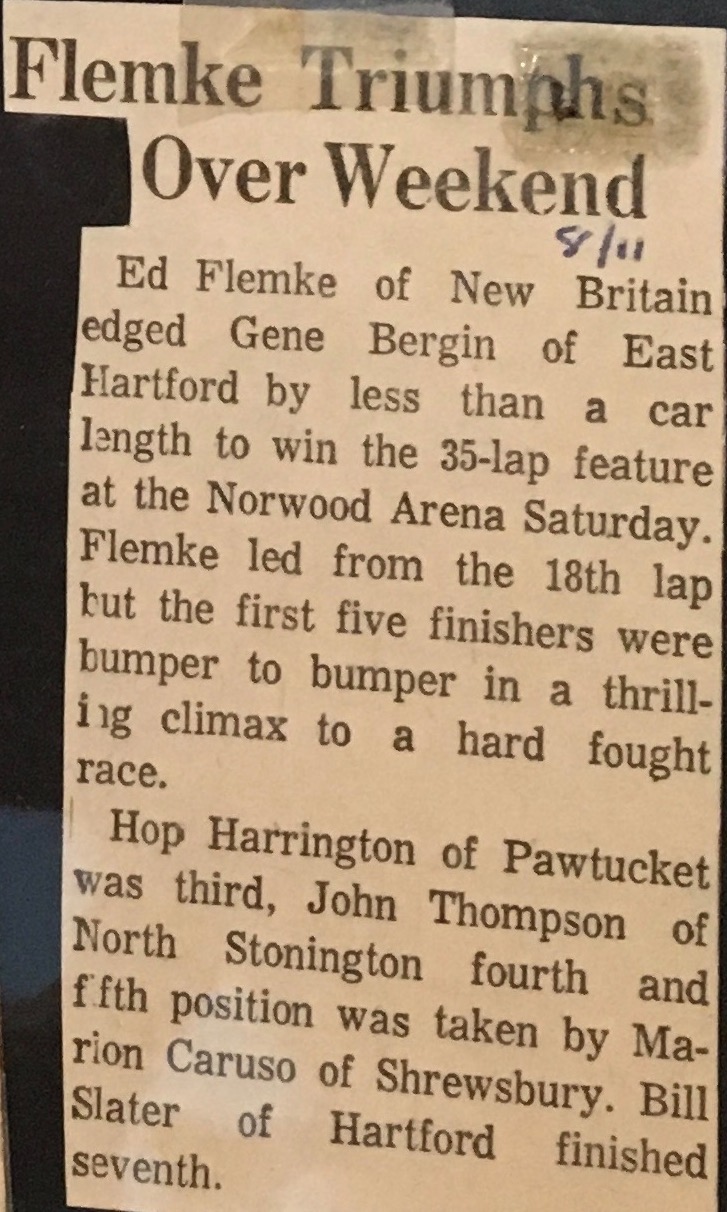 Flemke Triumphs
Over Weekend
8/11
Ed Flemke of New Britain
edged Gene Bergin of East
Hartford by less than a car
length to win the 35-lap feature
at the Norwood Arena Saturday.
Flemke led from the 18th lap
but the first five finishers were
bumper to bumper in a thrill-
ing climax to a hard fought
race.
Hop Harrington of Pawtucket
was third, John Thompson of
North Stonington fourth and
fifth position was taken by Ma-
rion Caruso of Shrewsbury. Bill
Slater of Hartford finished
seventh.